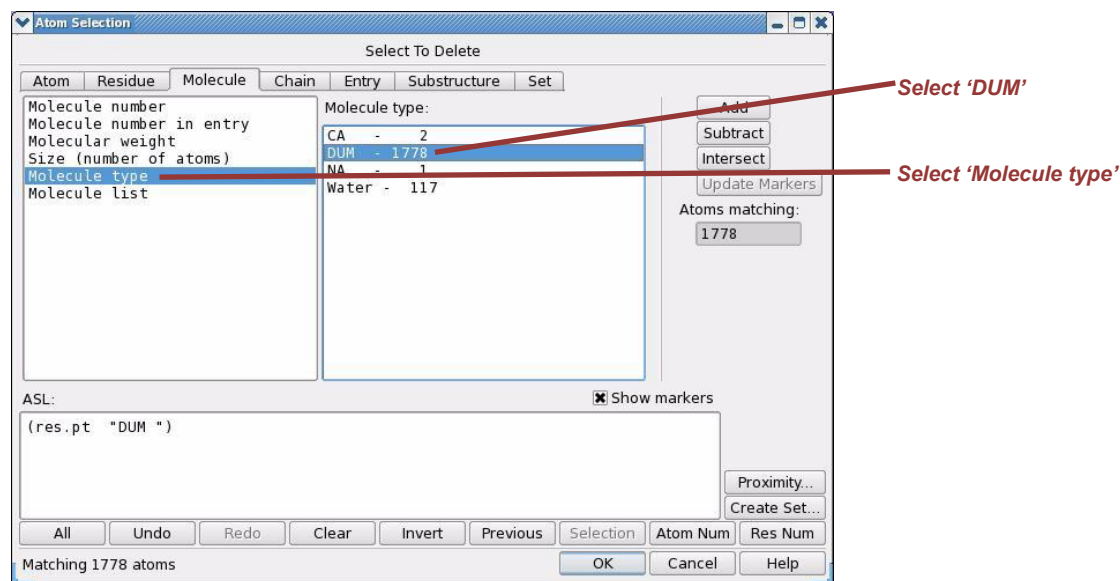 Atom Selection
Select To Delete
Atom Residue Molecule Chain Entry Substructure Set
Molecule number
Molecule number in entry
Molecular weight
Size (number of atoms)
Molecule type
Molecule list
Molecule type:
CA - 2
DUM - 1778
NA - 1
Water - 117
Add
Subtract
Intersect
Update Markers
Atoms matching:
1778
Select ‘DUM’
Select ‘Molecule type’
ASL:
Show markers
(res.pt "DUM ")
Proximity...
Create Set...
All Undo Redo Clear Invert Previous Selection Atom Num Res Num
Matching 1778 atoms
OK Cancel Help